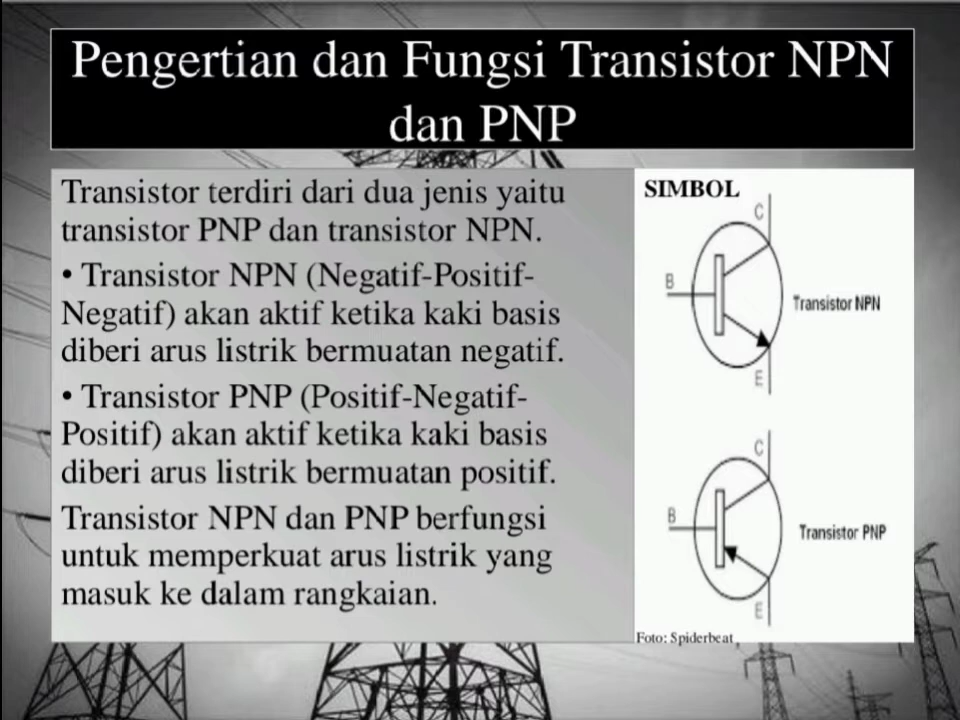 Pengertian dan Fungsi Transistor NPN
dan PNP
Transistor terdiri dari dua jenis yaitu
transistor PNP dan transistor NPN.
• Transistor NPN (Negatif-Positif-
Negatif) akan aktif ketika kaki basis
diberi arus listrik bermuatan negatif.
• Transistor PNP (Positif-Negatif-
Positif) akan aktif ketika kaki basis
diberi arus listrik bermuatan positif.
Transistor NPN dan PNP berfungsi
untuk memperkuat arus listrik yang
masuk ke dalam rangkaian.
SIMBOL
C
B
Transistor NPN
E
C
B
Transistor PNP
E
Foto: Spiderbeat